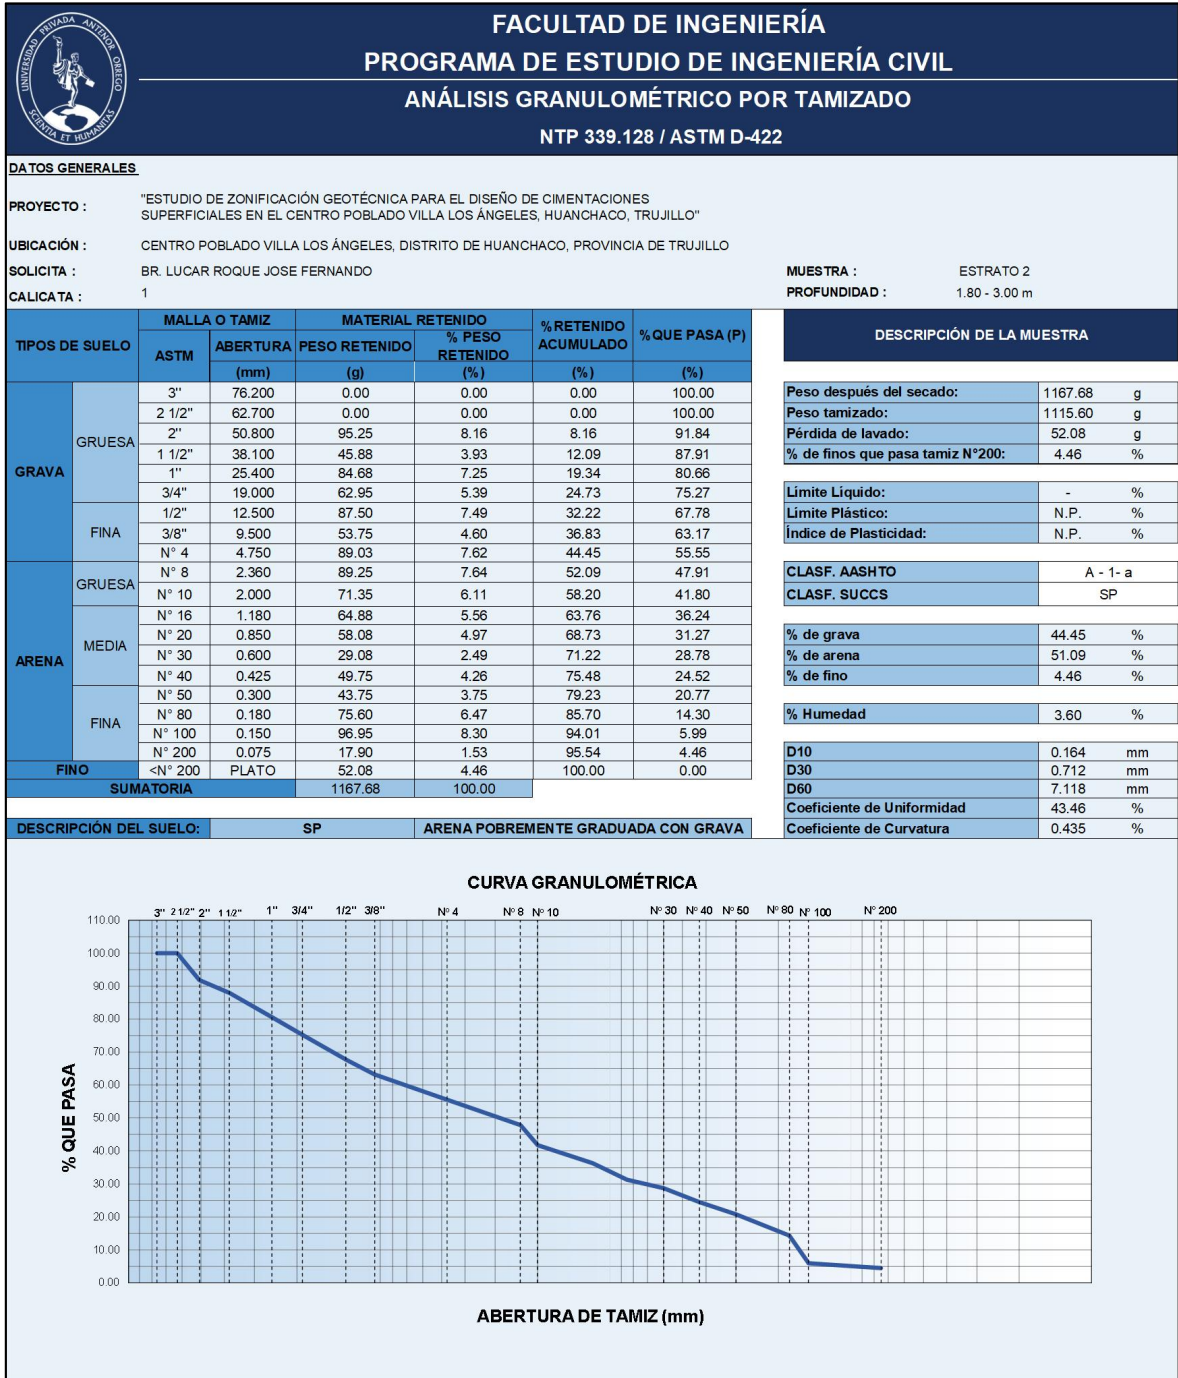 UNIVERSIDAD PRIVADA ANTENOR ORREGO
SCIENTIA ET HUMANITAS
FACULTAD DE INGENIERÍA
PROGRAMA DE ESTUDIO DE INGENIERÍA CIVIL
ANÁLISIS GRANULOMÉTRICO POR TAMIZADO
NTP 339.128 / ASTM D-422
DATOS GENERALES
PROYECTO : "ESTUDIO DE ZONIFICACIÓN GEOTÉCNICA PARA EL DISEÑO DE CIMENTACIONES
SUPERFICIALES EN EL CENTRO POBLADO VILLA LOS ÁNGELES, HUANCHACO, TRUJILLO"
UBICACIÓN : CENTRO POBLADO VILLA LOS ÁNGELES, DISTRITO DE HUANCHACO, PROVINCIA DE TRUJILLO
SOLICITA : BR. LUCAR ROQUE JOSE FERNANDO MUESTRA : ESTRATO 2
CALICATA : 1 PROFUNDIDAD : 1.80 - 3.00 m
TIPOS DE SUELO MALLA O TAMIZ MATERIAL RETENIDO %RETENIDO ACUMULADO %QUE PASA (P)
ASTM ABERTURA PESO RETENIDO % PESO RETENIDO
(mm) (g) (%) (%) (%)
GRAVA GRUESA 3" 76.200 0.00 0.00 0.00 100.00
2 1/2" 62.700 0.00 0.00 0.00 100.00
2" 50.800 95.25 8.16 8.16 91.84
1 1/2" 38.100 45.88 3.93 12.09 87.91
1" 25.400 84.68 7.25 19.34 80.66
3/4" 19.000 62.95 5.39 24.73 75.27
FINA 1/2" 12.500 87.50 7.49 32.22 67.78
3/8" 9.500 53.75 4.60 36.83 63.17
N° 4 4.750 89.03 7.62 44.45 55.55
ARENA GRUESA N° 8 2.360 89.25 7.64 52.09 47.91
N° 10 2.000 71.35 6.11 58.20 41.80
MEDIA N° 16 1.180 64.88 5.56 63.76 36.24
N° 20 0.850 58.08 4.97 68.73 31.27
N° 30 0.600 29.08 2.49 71.22 28.78
N° 40 0.425 49.75 4.26 75.48 24.52
FINA N° 50 0.300 43.75 3.75 79.23 20.77
N° 80 0.180 75.60 6.47 85.70 14.30
N° 100 0.150 96.95 8.30 94.01 5.99
N° 200 0.075 17.90 1.53 95.54 4.46
FINO <N° 200 PLATO 52.08 4.46 100.00 0.00
SUMATORIA 1167.68 100.00
DESCRIPCIÓN DEL SUELO: SP ARENA POBREMENTE GRADUADA CON GRAVA
DESCRIPCIÓN DE LA MUESTRA
Peso después del secado: 1167.68 g
Peso tamizado: 1115.60 g
Pérdida de lavado: 52.08 g
% de finos que pasa tamiz N°200: 4.46 %
Límite Líquido: - %
Límite Plástico: N.P. %
Índice de Plasticidad: N.P. %
CLASF. AASHTO A - 1- a
CLASF. SUCCS SP
% de grava 44.45 %
% de arena 51.09 %
% de fino 4.46 %
% Humedad 3.60 %
D10 0.164 mm
D30 0.712 mm
D60 7.118 mm
Coeficiente de Uniformidad 43.46 %
Coeficiente de Curvatura 0.435 %
CURVA GRANULOMÉTRICA
3" 2 1/2" 2" 1 1/2" 1" 3/4" 1/2" 3/8" N° 4 N° 8 N° 10 N° 30 N° 40 N° 50 N° 80 N° 100 N° 200
110.00
100.00
90.00
80.00
70.00
60.00
50.00
40.00
30.00
20.00
10.00
0.00
% QUE PASA
ABERTURA DE TAMIZ (mm)